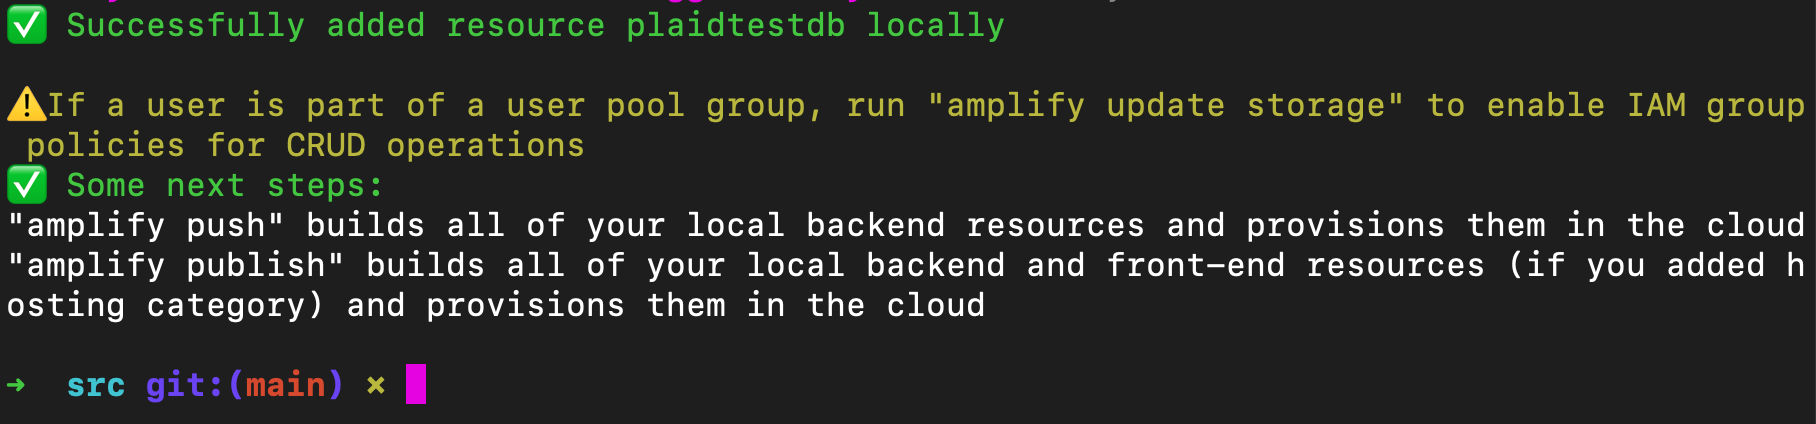 ✅ Successfully added resource plaidtestdb locally
⚠️If a user is part of a user pool group, run "amplify update storage" to enable IAM group
policies for CRUD operations
✅ Some next steps:
"amplify push" builds all of your local backend resources and provisions them in the cloud
"amplify publish" builds all of your local backend and front-end resources (if you added h
osting category) and provisions them in the cloud
➜ src git:(main) ×